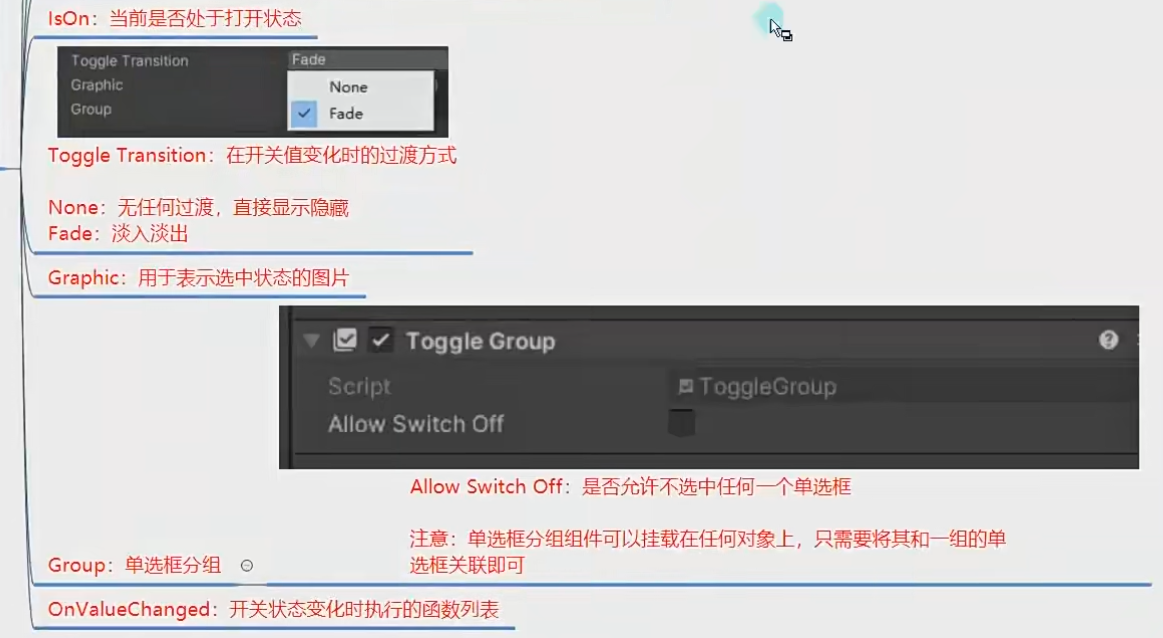 IsOn：当前是否处于打开状态
Toggle Transition
Fade
Graphic
None
Group
Fade
Toggle Transition：在开关值变化时的过渡方式
None：无任何过渡，直接显示隐藏
Fade：淡入淡出
Graphic：用于表示选中状态的图片
Toggle Group
Script
ToggleGroup
Allow Switch Off
Allow Switch Off：是否允许不选中任何一个单选框
注意：单选框分组组件可以挂载在任何对象上，只需要将其和一组的单
选框关联即可
Group：单选框分组
OnValueChanged：开关状态变化时执行的函数列表